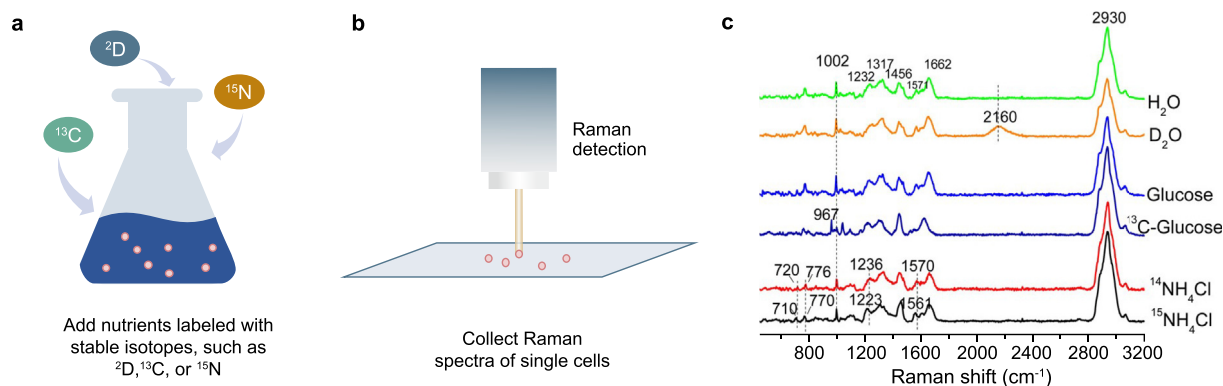 a
²D
¹⁵N
¹³C
Add nutrients labeled with
stable isotopes, such as
²D,¹³C, or ¹⁵N
b
Raman
detection
Collect Raman
spectra of single cells
c
2930
1002
1232
1317
1456
1571
1662
H₂O
2160
D₂O
Glucose
967
¹³C-Glucose
720
776
1236
1570
¹⁴NH₄Cl
710
770
1223
1561
¹⁵NH₄Cl
800 1200 1600 2000 2400 2800 3200
Raman shift (cm⁻¹)